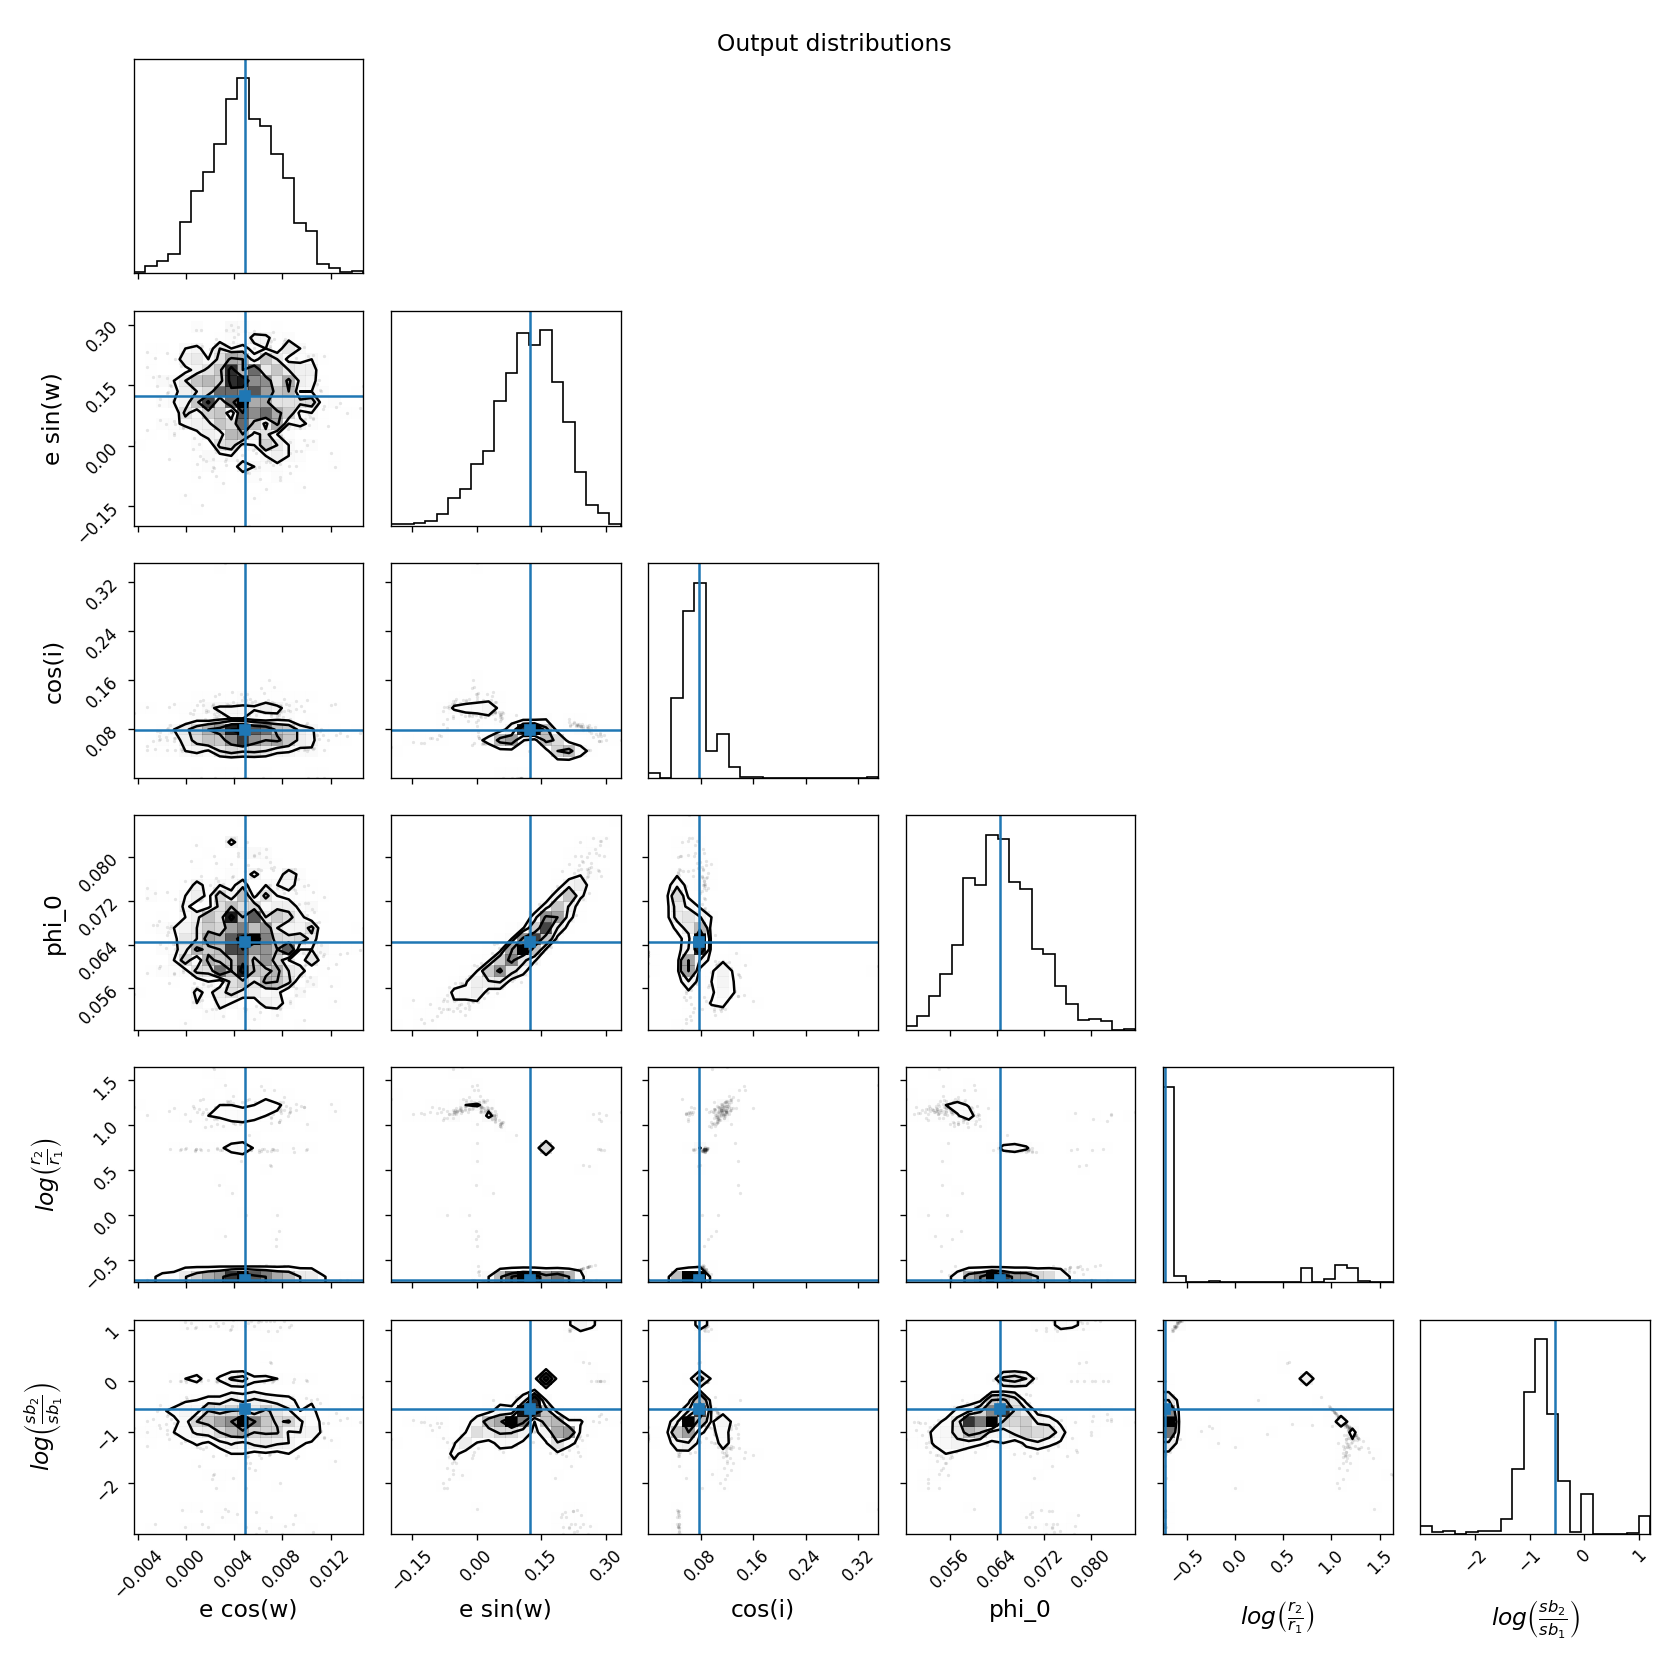 Output distributions
e sin(w)
0.30
0.15
0.00
−0.15
cos(i)
0.32
0.24
0.16
0.08
phi_0
0.080
0.072
0.064
0.056
log(r2/r1)
1.5
1.0
0.5
0.0
−0.5
log(sb2/sb1)
1
0
−1
−2
−0.004 0.000 0.004 0.008 0.012
−0.15 0.00 0.15 0.30
0.08 0.16 0.24 0.32
0.056 0.064 0.072 0.080
−0.5 0.0 0.5 1.0 1.5
−2 −1 0 1
e cos(w) e sin(w) cos(i) phi_0 log(r2/r1) log(sb2/sb1)